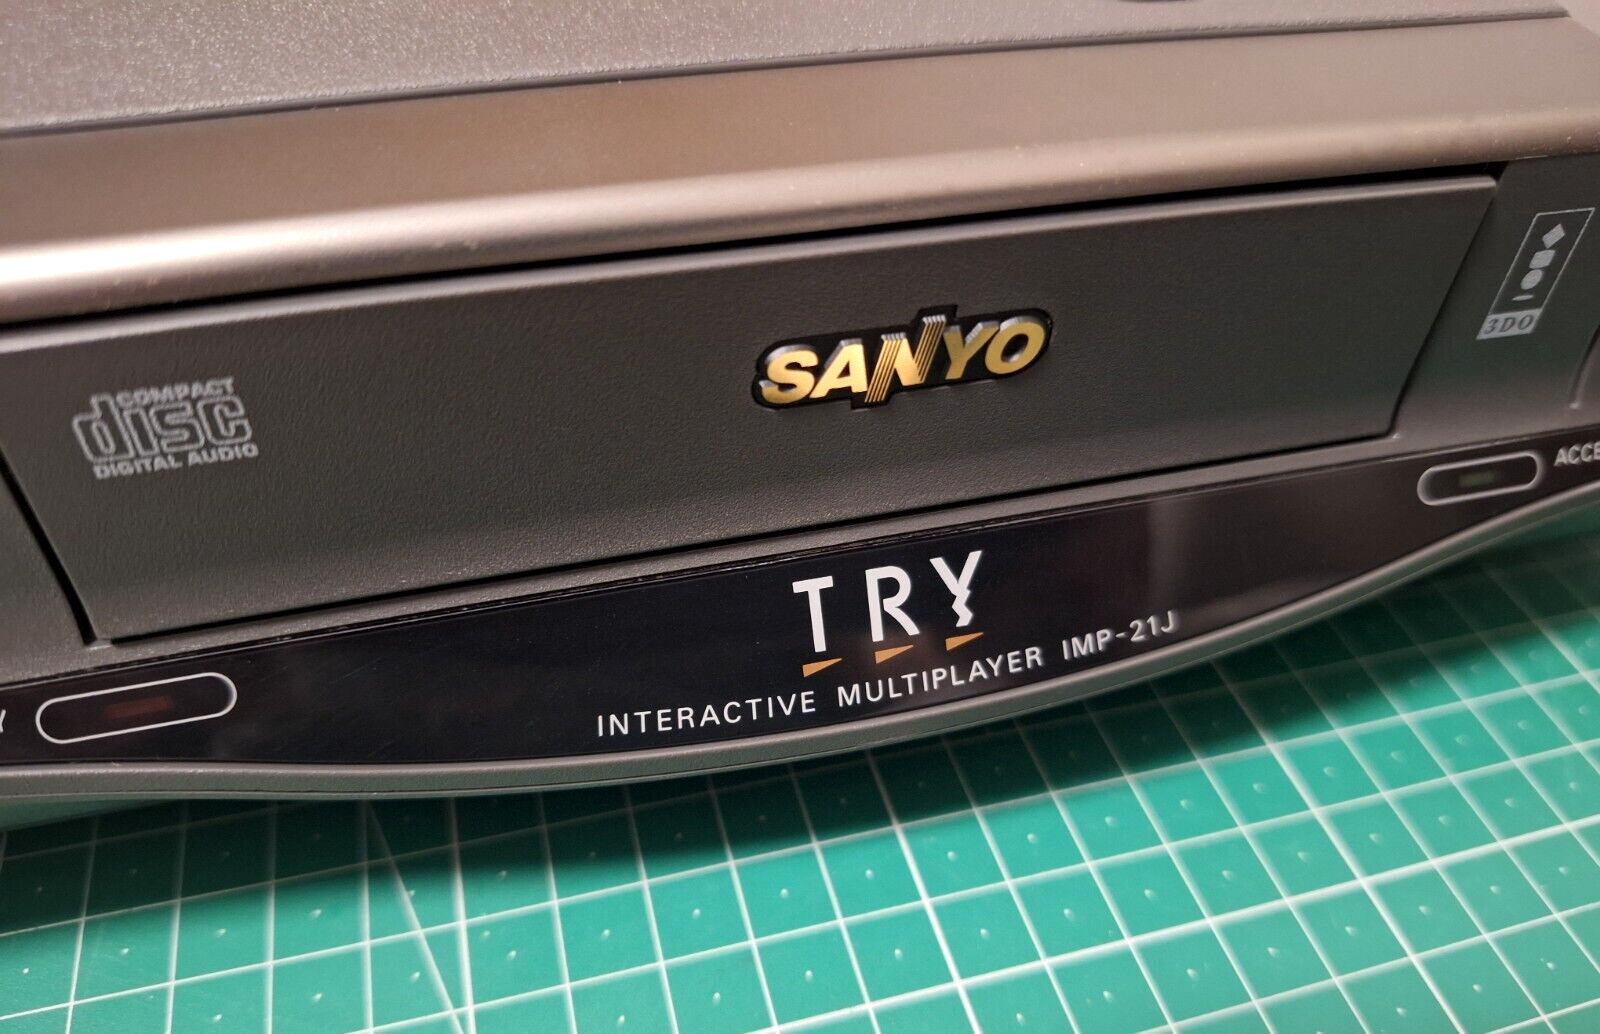 SANYO
3DO
COMPACT
disc
DIGITAL AUDIO
TRY
INTERACTIVE MULTIPLAYER IMP-21J